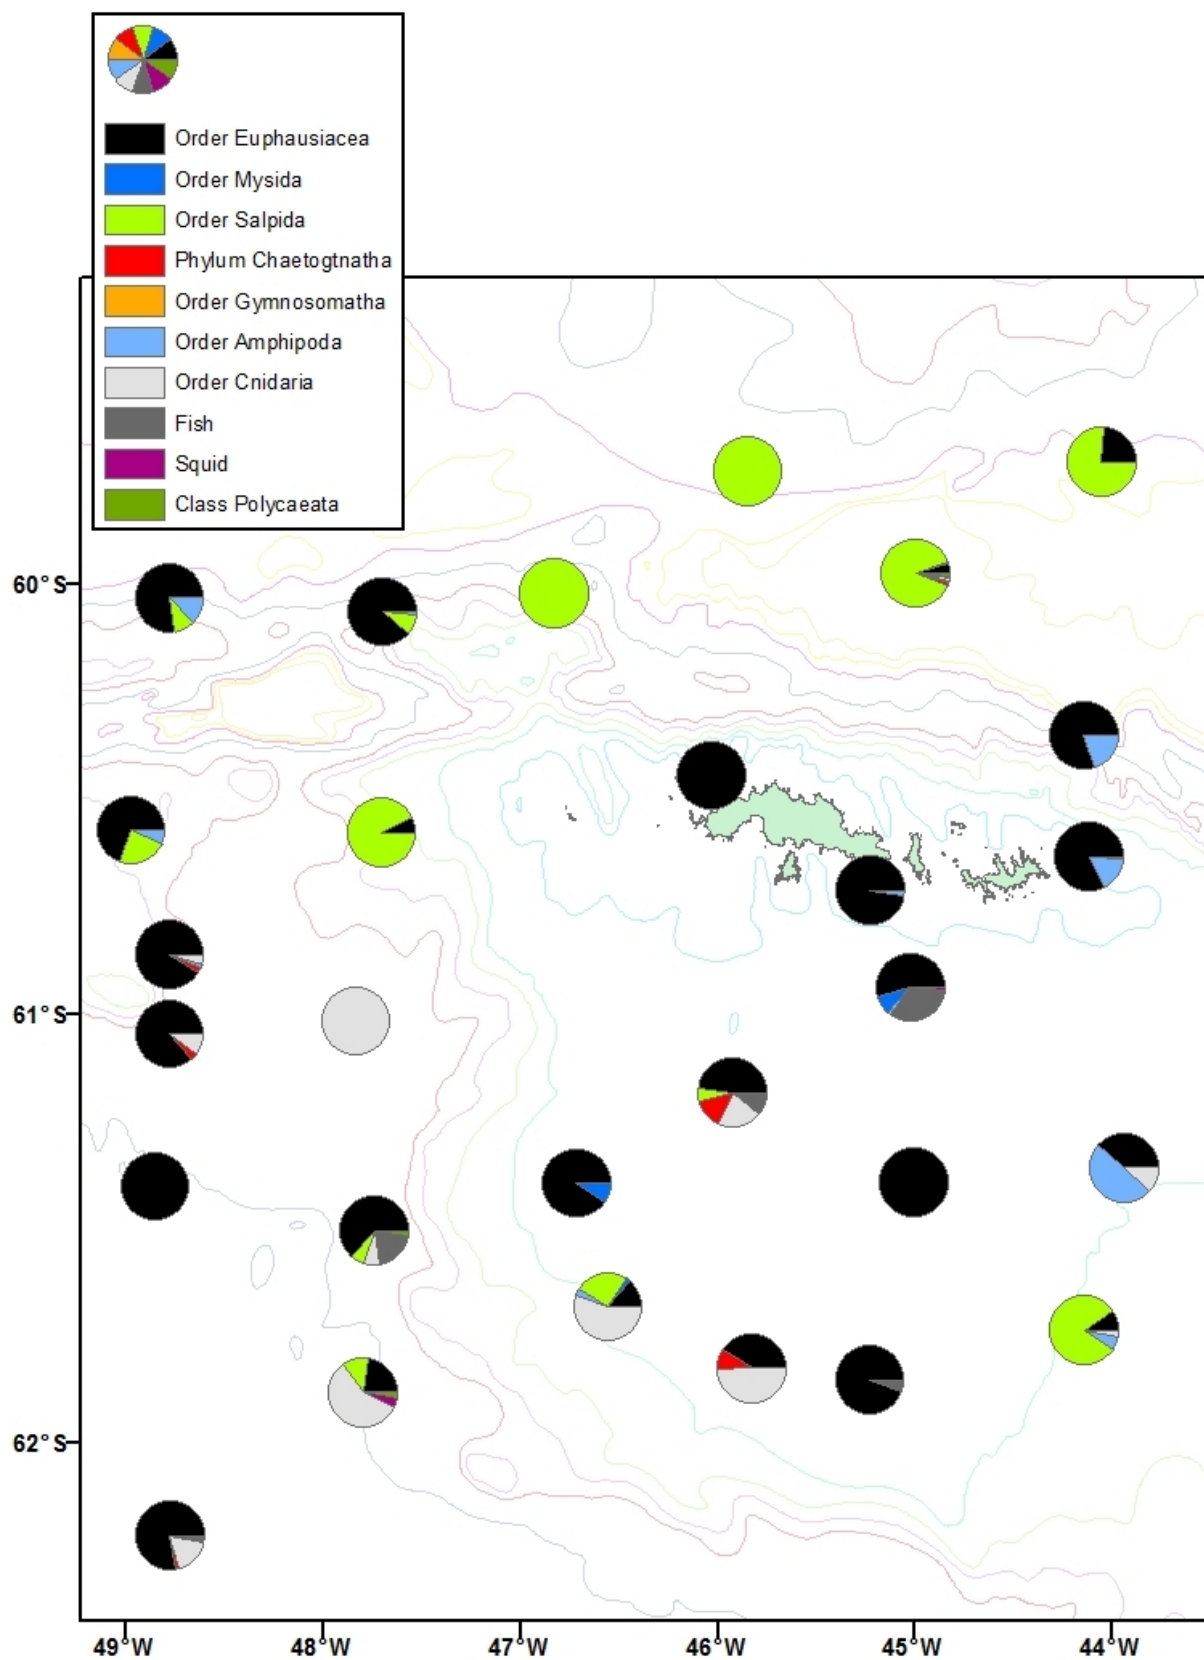 Order Euphausiacea
Order Mysida
Order Salpida
Phylum Chaetogtnatha
Order Gymnosomatha
Order Amphipoda
Order Cnidaria
Fish
Squid
Class Polycaeata
60°S
61°S
62°S
49°W 48°W 47°W 46°W 45°W 44°W